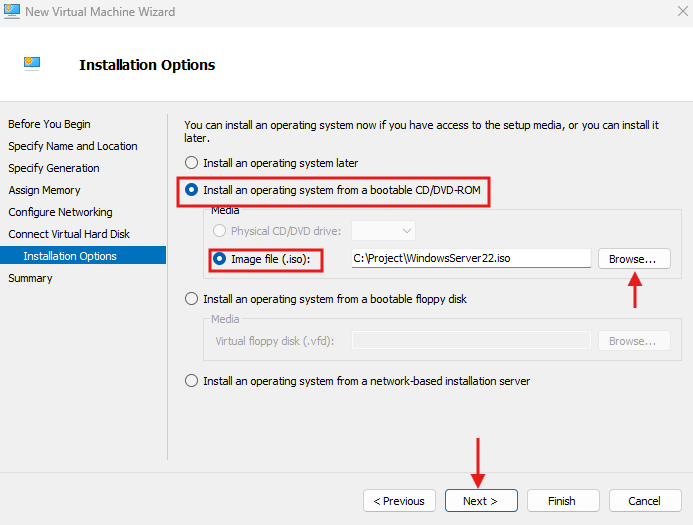 New Virtual Machine Wizard
Installation Options
Before You Begin
Specify Name and Location
Specify Generation
Assign Memory
Configure Networking
Connect Virtual Hard Disk
Installation Options
Summary
You can install an operating system now if you have access to the setup media, or you can install it
later.
Install an operating system later
Install an operating system from a bootable CD/DVD-ROM
Media
Physical CD/DVD drive:
Image file (.iso):
C:\Project\WindowsServer22.iso
Browse...
Install an operating system from a bootable floppy disk
Media
Virtual floppy disk (.vfd):
Browse...
Install an operating system from a network-based installation server
< Previous
Next >
Finish
Cancel